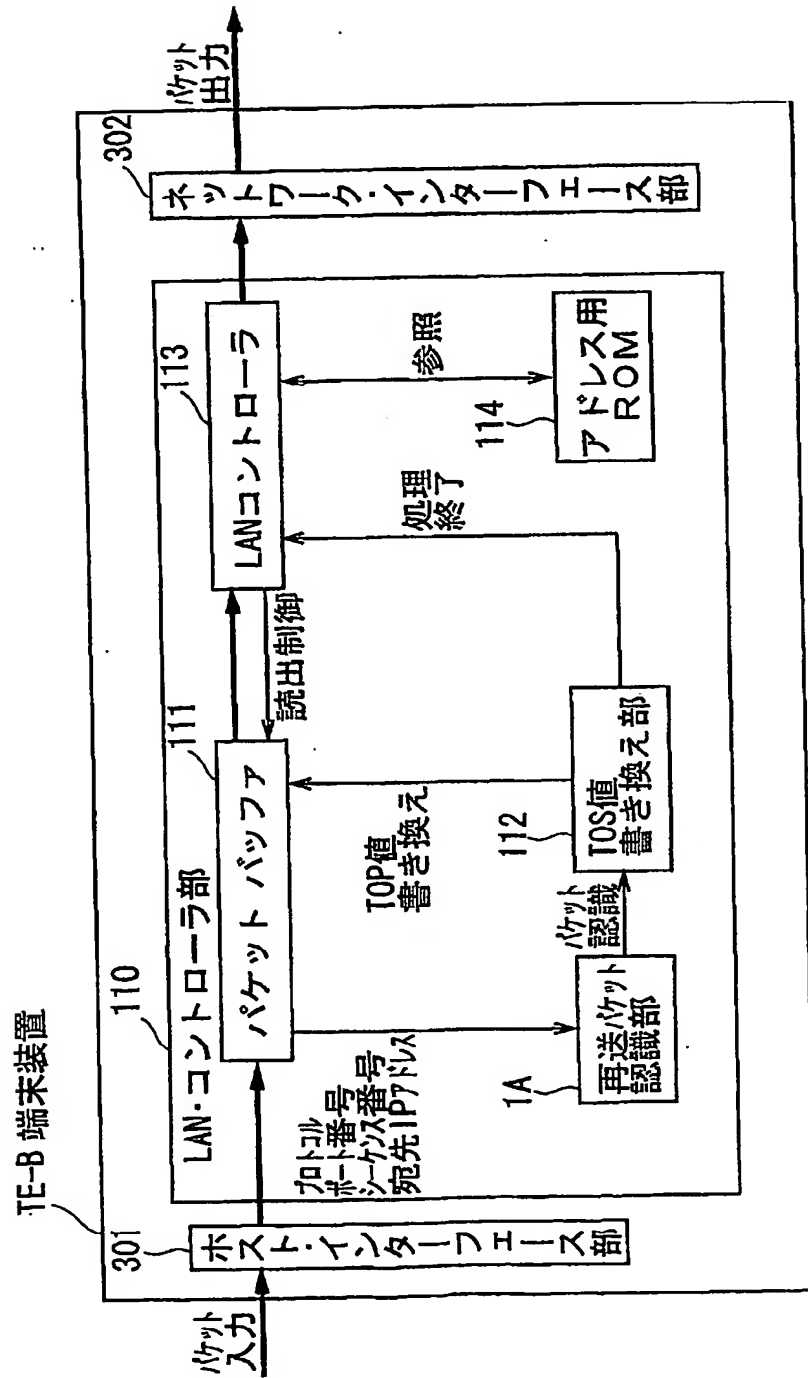 TE-B 端末装置
パケット
入力
301
ホスト・インターフェース部
110
LAN・コントローラ部
プロトコル
ポート番号
シーケンス番号
宛先IPアドレス
パケット バッファ
111
1A
再送パケット
認識部
パケット
認識
TOP値
書き換え
112
TOS値
書き換え部
読出制御
処理
終了
113
LANコントローラ
参照
114
アドレス用
ROM
302
ネットワーク・インターフェース部
パケット
出力